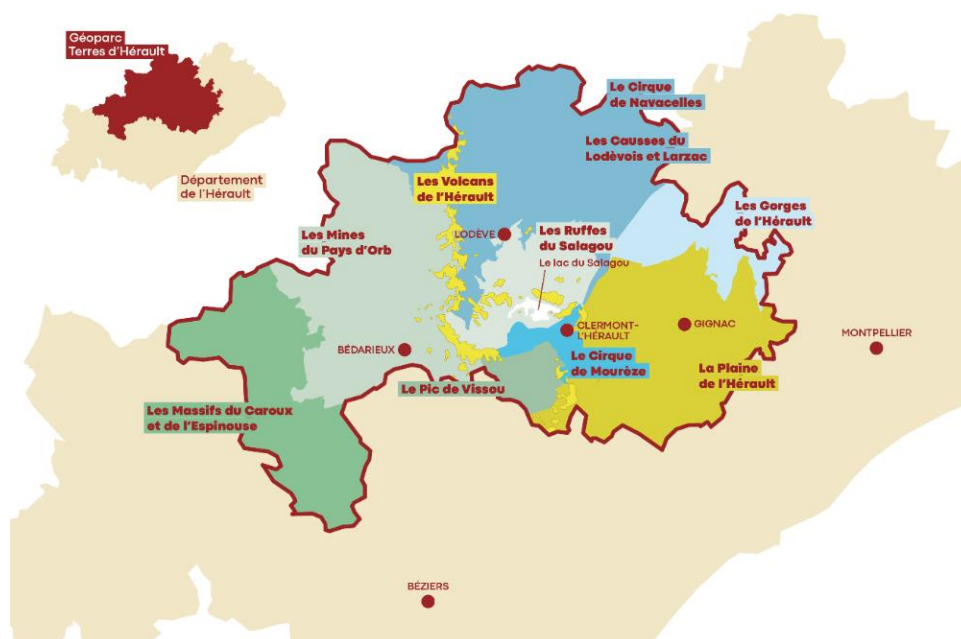 Géoparc
Terres d'Hérault
Département
de l'Hérault
Le Cirque
de Navacelles
Les Causses du
Lodévois et Larzac
Les Volcans
de l'Hérault
Les Gorges
de l'Hérault
Les Mines
du Pays d'Orb
LODÈVE
Les Ruffes
du Salagou
Le lac du Salagou
CLERMONT-
L'HÉRAULT
GIGNAC
MONTPELLIER
BÉDARIEUX
Le Cirque
de Mourèze
La Plaine
de l'Hérault
Le Pic de Vissou
Les Massifs du Caroux
et de l'Espinouse
BÉZIERS